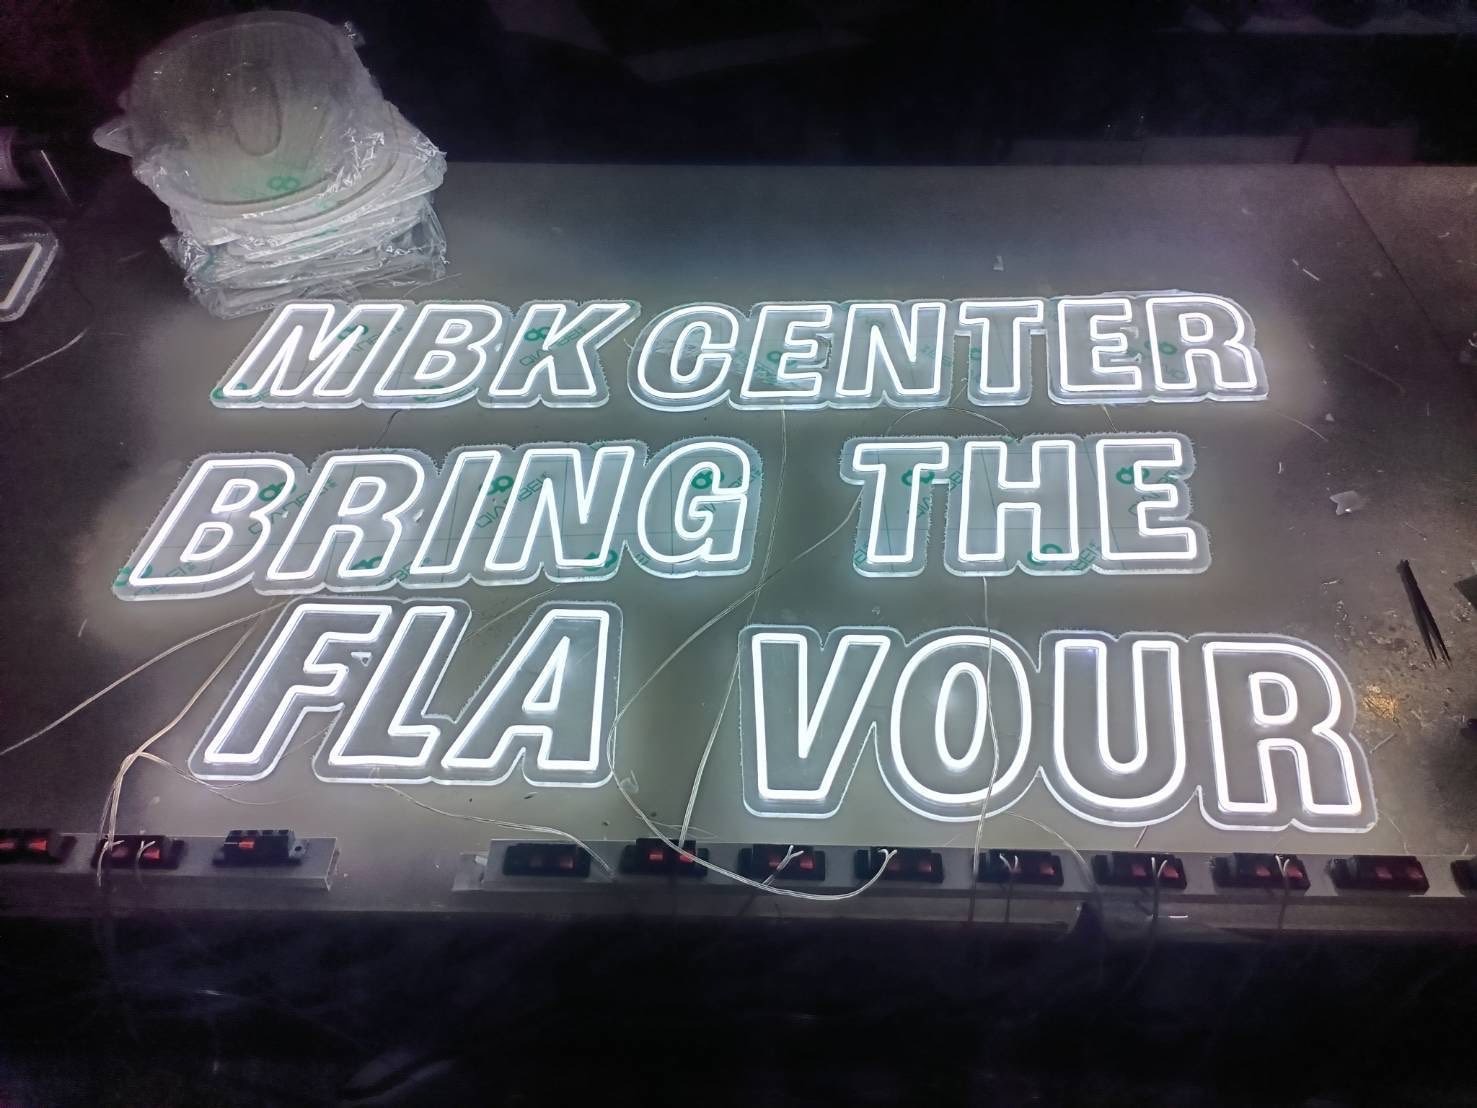 MBK CENTER
BRING THE
FLA VOUR